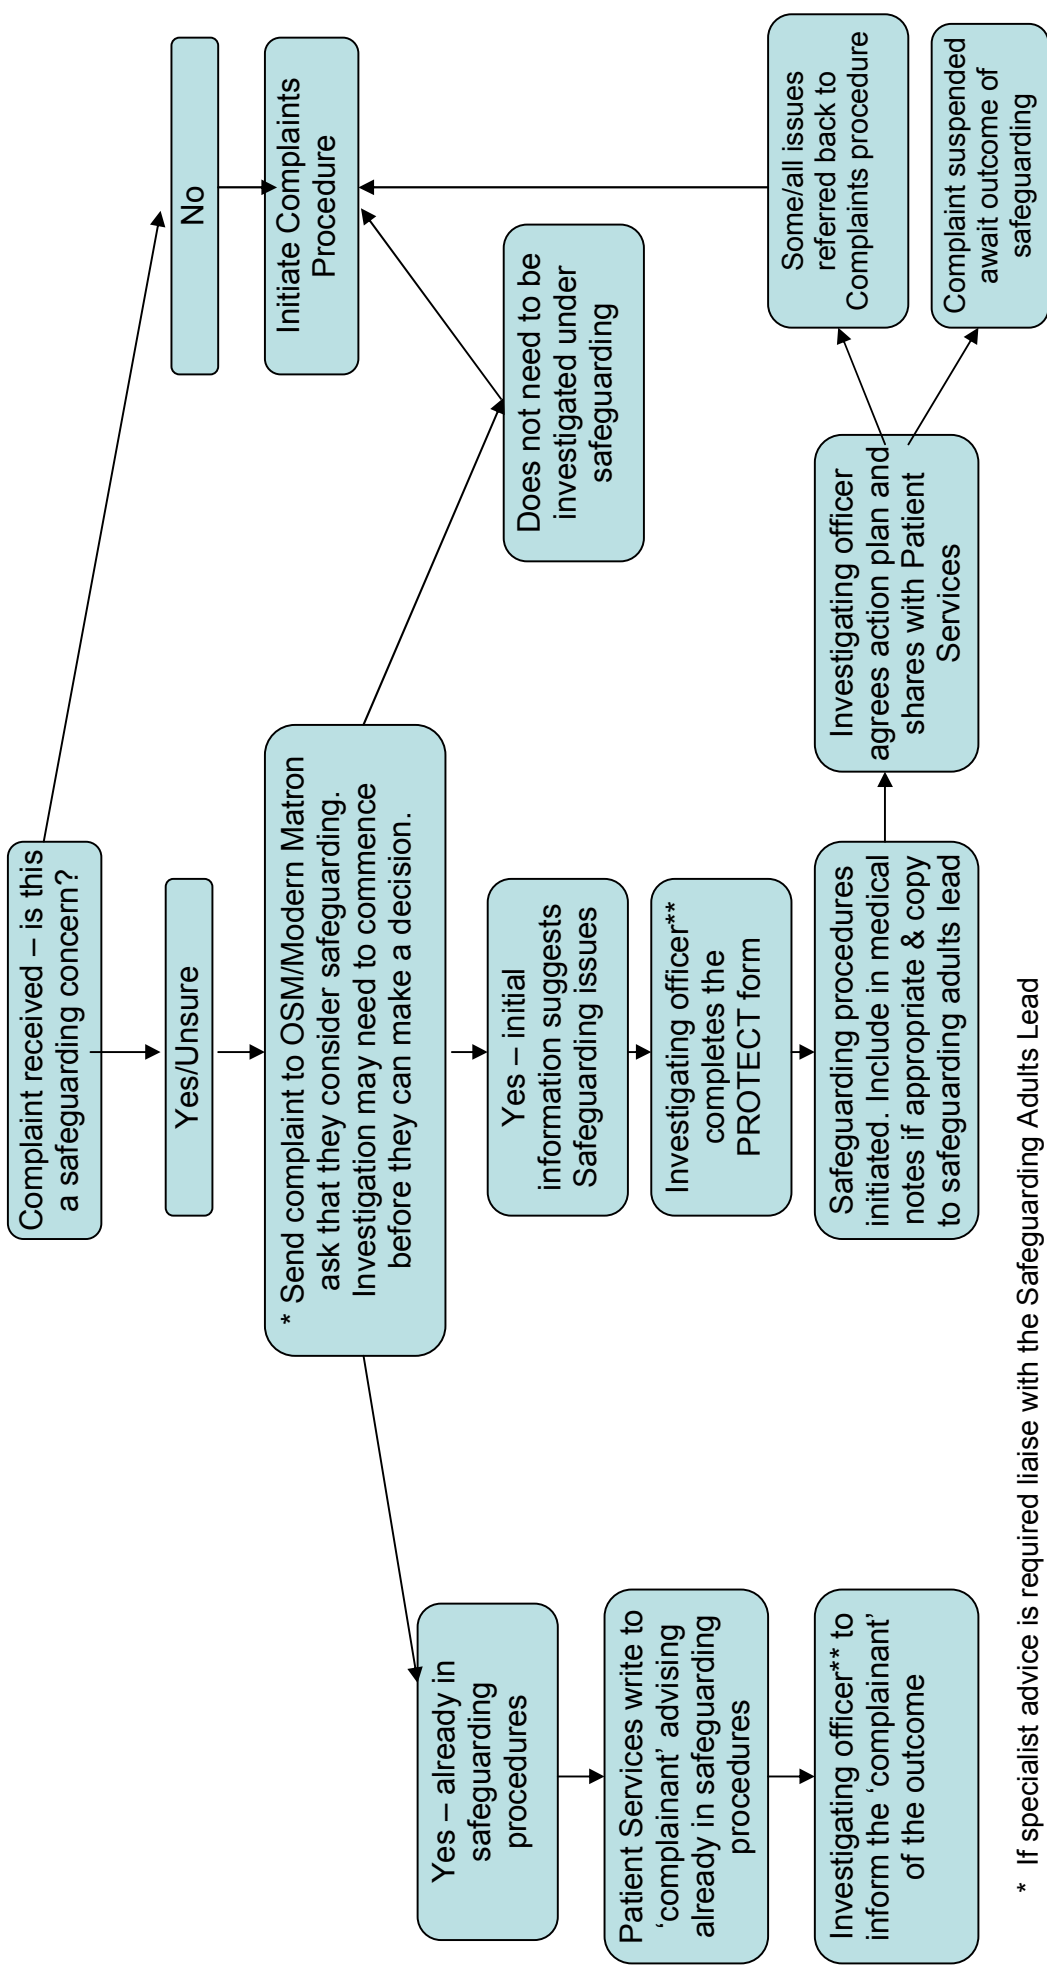 Complaint received – is this
a safeguarding concern?
No
Yes/Unsure
Initiate Complaints
Procedure
* Send complaint to OSM/Modern Matron
ask that they consider safeguarding.
Investigation may need to commence
before they can make a decision.
Yes – already in
safeguarding
procedures
Yes – initial
information suggests
Safeguarding issues
Does not need to be
investigated under
safeguarding
Patient Services write to
‘complainant’ advising
already in safeguarding
procedures
Investigating officer**
completes the
PROTECT form
Investigating officer** to
inform the ‘complainant’
of the outcome
Safeguarding procedures
initiated. Include in medical
notes if appropriate & copy
to safeguarding adults lead
Investigating officer
agrees action plan and
shares with Patient
Services
Some/all issues
referred back to
Complaints procedure
Complaint suspended
await outcome of
safeguarding
* If specialist advice is required liaise with the Safeguarding Adults Lead